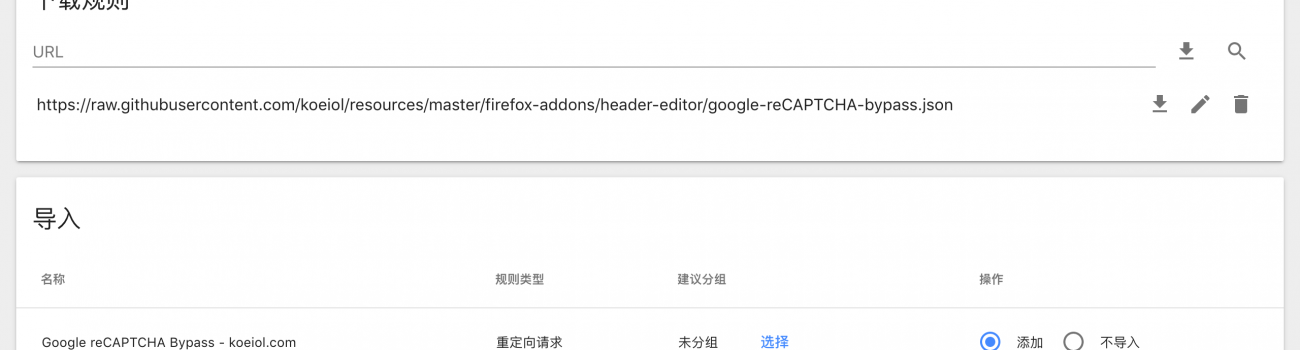 下载规则
URL
https://raw.githubusercontent.com/koeiol/resources/master/firefox-addons/header-editor/google-reCAPTCHA-bypass.json
导入
名称 规则类型 建议分组 操作
Google reCAPTCHA Bypass - koeiol.com 重定向请求 未分组 选择 添加 不导入